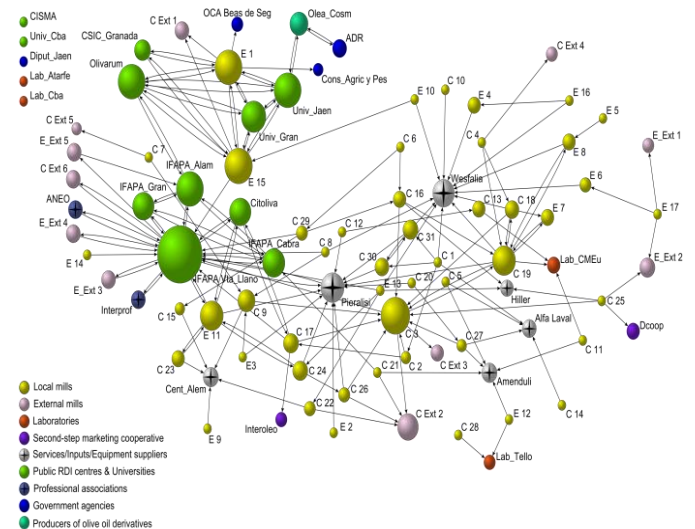 CISMA
Univ_Cba
Diput_Jaen
Lab_Atarfe
Lab_Cba
C Ext 1
OCA Beas de Seg
Olea_Cosm
CSIC_Granada
E 1
ADR
C Ext 4
Olivarum
Cons_Agric y Pes
Univ_Jaen
E 10
C 10
E 4
E 16
Univ_Gran
E 5
C Ext 5
E_Ext 5
C 7
E 15
C 6
C 4
E 8
E_Ext 1
IFAPA_Alam
C Ext 6
IFAPA_Gran
Westfalia
E 6
ANEO
Citoliva
C 16
C 13
C 18
E 7
E 17
E_Ext 4
C 29
C 12
C 31
IFAPA_Cabra
C 8
C 30
C 1
C 19
Lab_CMEu
E_Ext 2
E 14
E_Ext 3
IFAPA_Vta_Llano
C 20
C 5
Interprof
Pieralisi
E 13
Hiller
C 25
C 15
C 9
C 3
Alfa Laval
Dcoop
E 11
C 17
C 27
C 11
C 23
E3
C 24
C 2
C Ext 3
Cent_Alem
C 21
Amenduli
C 26
C 22
C Ext 2
E 12
C 14
E 9
Interoleo
E 2
C 28
Lab_Tello
Local mills
External mills
Laboratories
Second-step marketing cooperative
Services/Inputs/Equipment suppliers
Public RDI centres & Universities
Professional associations
Government agencies
Producers of olive oil derivatives